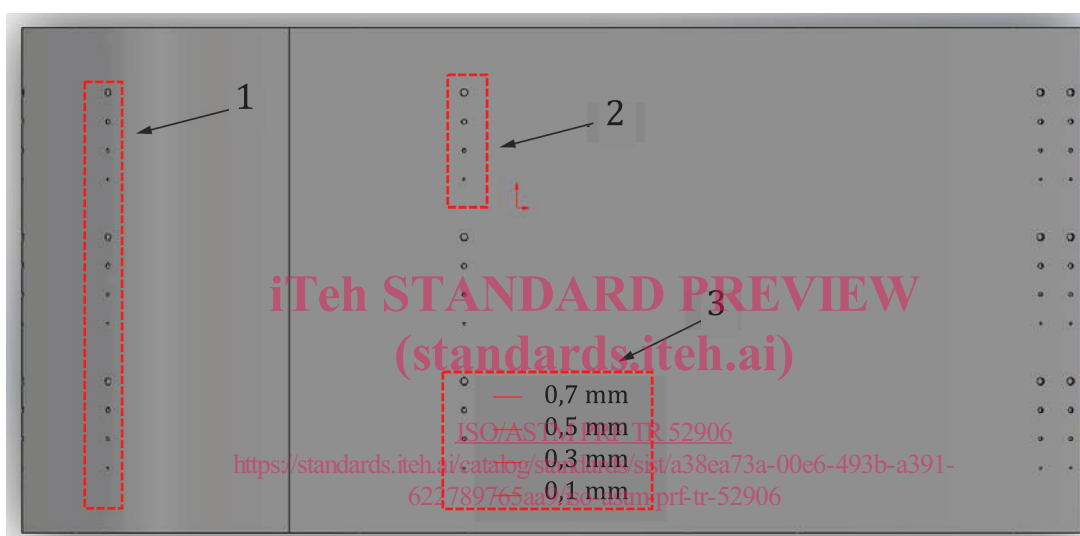 1
2
iTeh STANDARD PREVIEW
3
(standards.iteh.ai)
0,7 mm
0,5 mm
ISO/ASTM PRF TR 52906
0,3 mm
https://standards.iteh.ai/catalog/standards/sist/a38ea73a-00e6-493b-a391-
0,1 mm
622789765aa9/iso-astm-prf-tr-52906